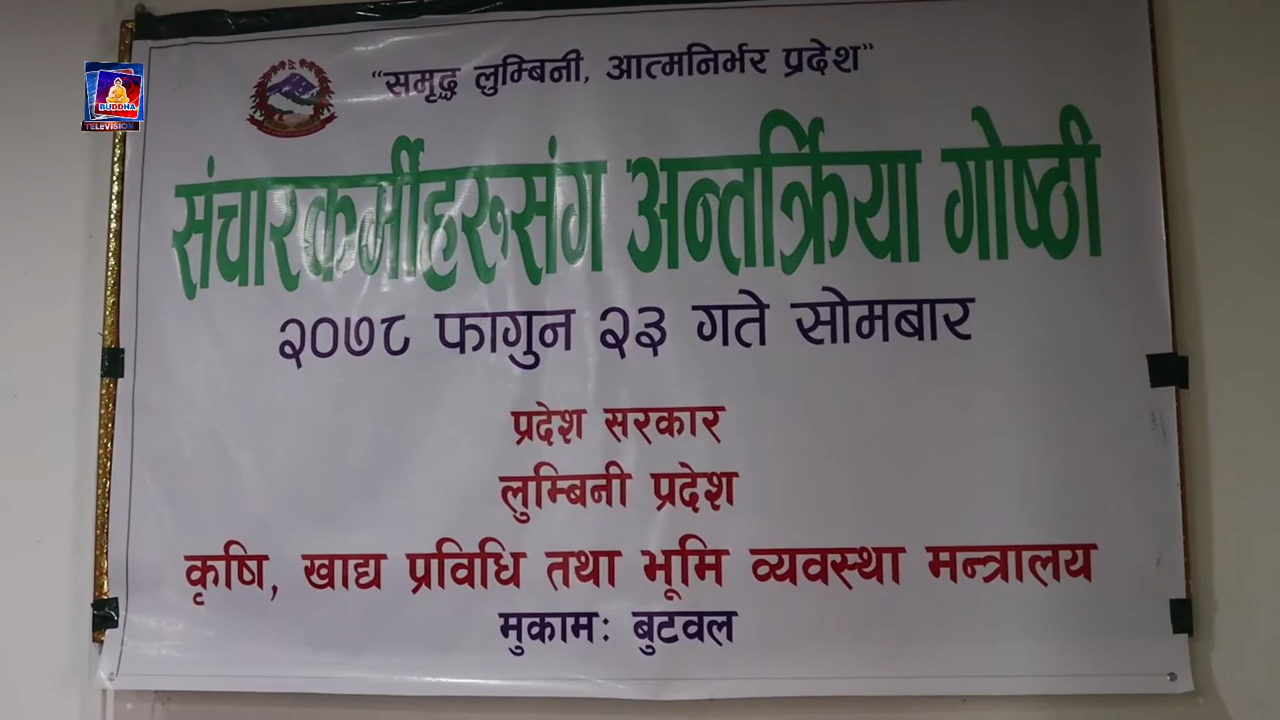 BUDDHA
TELEVISION
“समृद्ध लुम्बिनी, आत्मनिर्भर प्रदेश”
संचारकर्मीहरुसंग अन्तर्क्रिया गोष्ठी
२०७८ फागुन २३ गते सोमबार
प्रदेश सरकार
लुम्बिनी प्रदेश
कृषि, खाद्य प्रविधि तथा भूमि व्यवस्था मन्त्रालय
मुकामः बुटवल